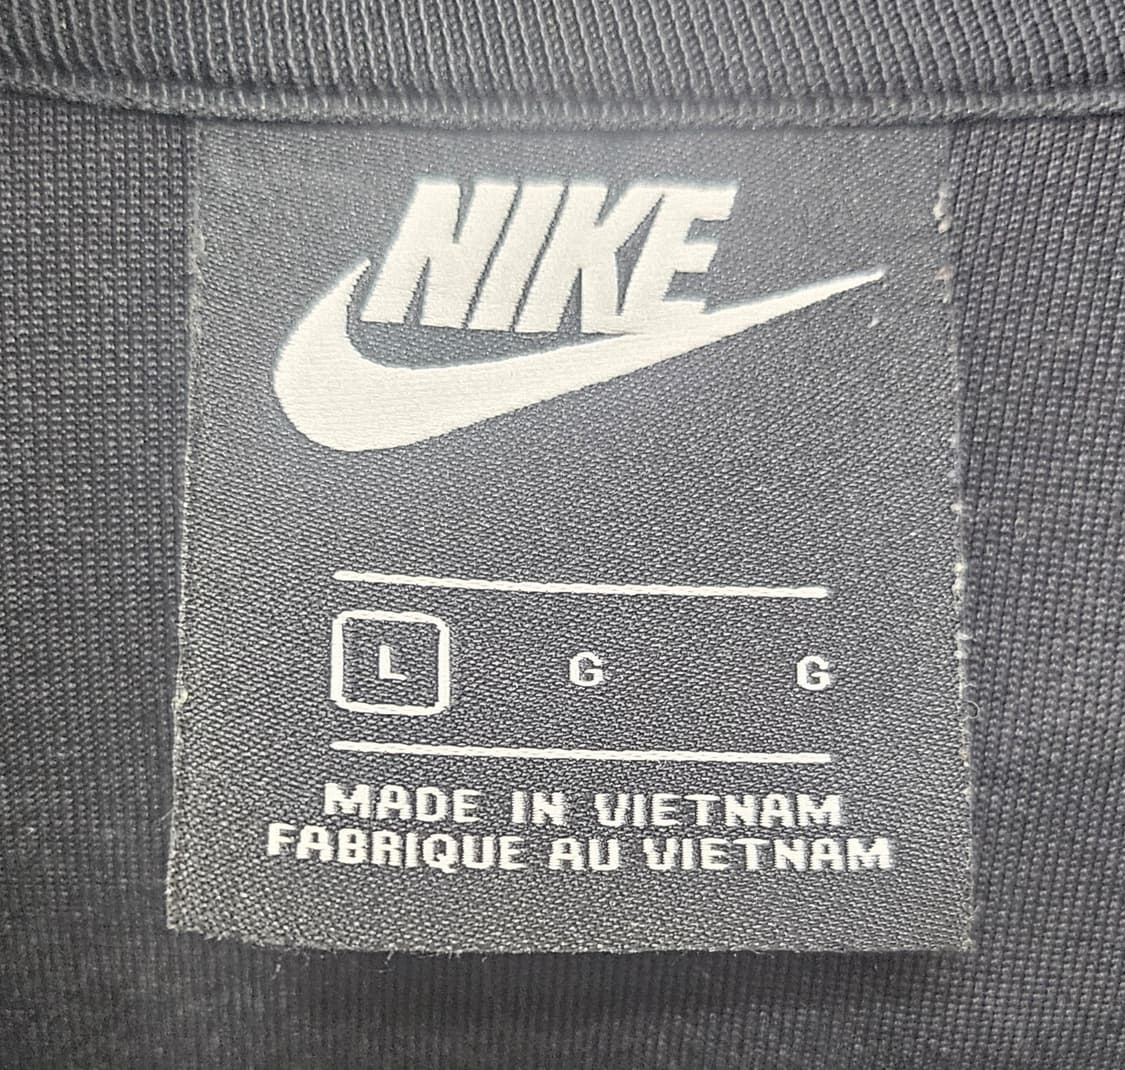 NIKE
L G G
MADE IN VIETNAM
FABRIQUE AU VIETNAM